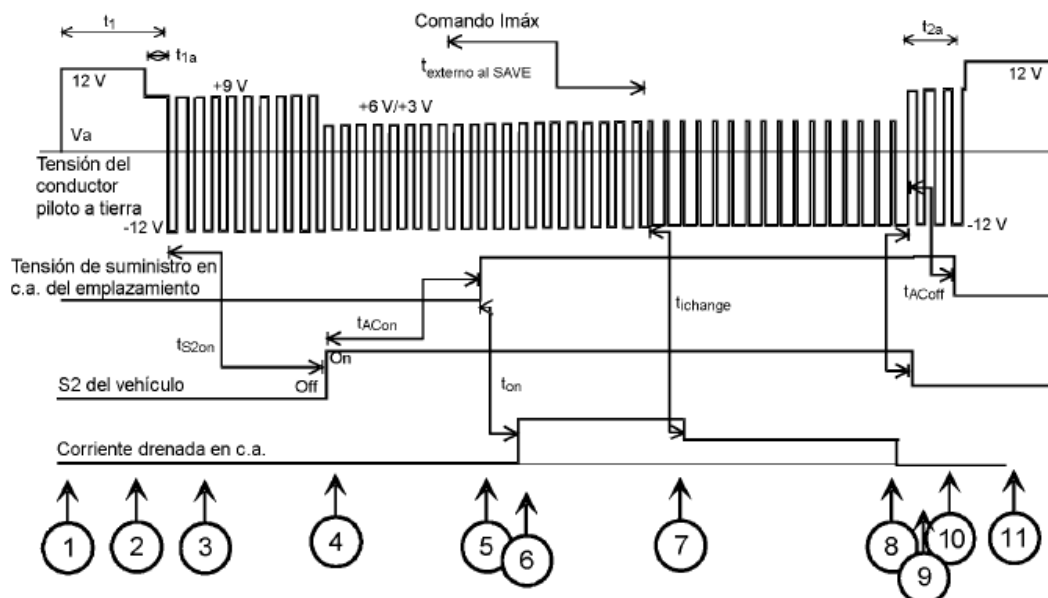 t1
t1a
Comando Imáx
texterno al SAVE
t2a
12 V
+9 V
+6 V/+3 V
12 V
Va
Tensión del
conductor
piloto a tierra
-12 V
-12 V
Tensión de suministro en
c.a. del emplazamiento
tACon
tS2on
tIchange
tACoff
On
Off
S2 del vehículo
ton
Corriente drenada en c.a.
1
2
3
4
5
6
7
8
9
10
11